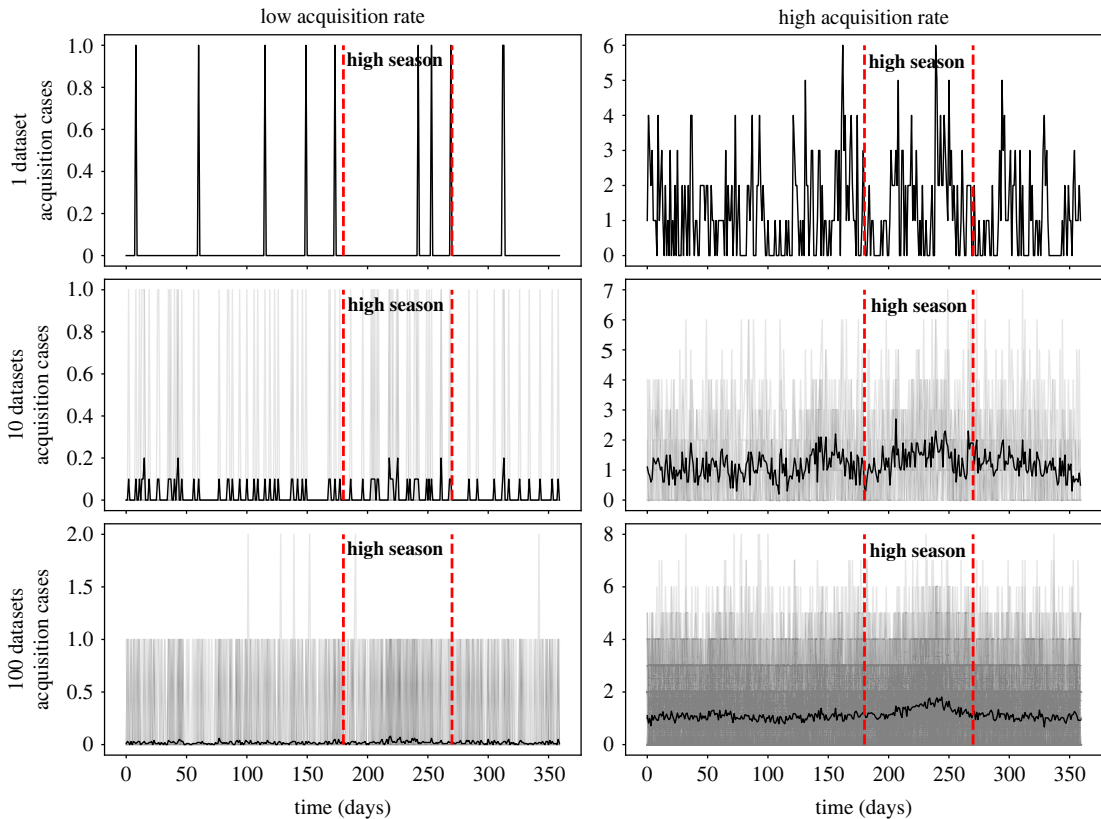 low acquisition rate
high acquisition rate
1 dataset
acquisition cases
1.0
0.8
0.6
0.4
0.2
0
high season
6
5
4
3
2
1
0
high season
10 datasets
acquisition cases
1.0
0.8
0.6
0.4
0.2
0
high season
7
6
5
4
3
2
1
0
high season
100 datasets
acquisition cases
2.0
1.5
1.0
0.5
0
high season
8
6
4
2
0
high season
0 50 100 150 200 250 300 350
0 50 100 150 200 250 300 350
time (days)
time (days)